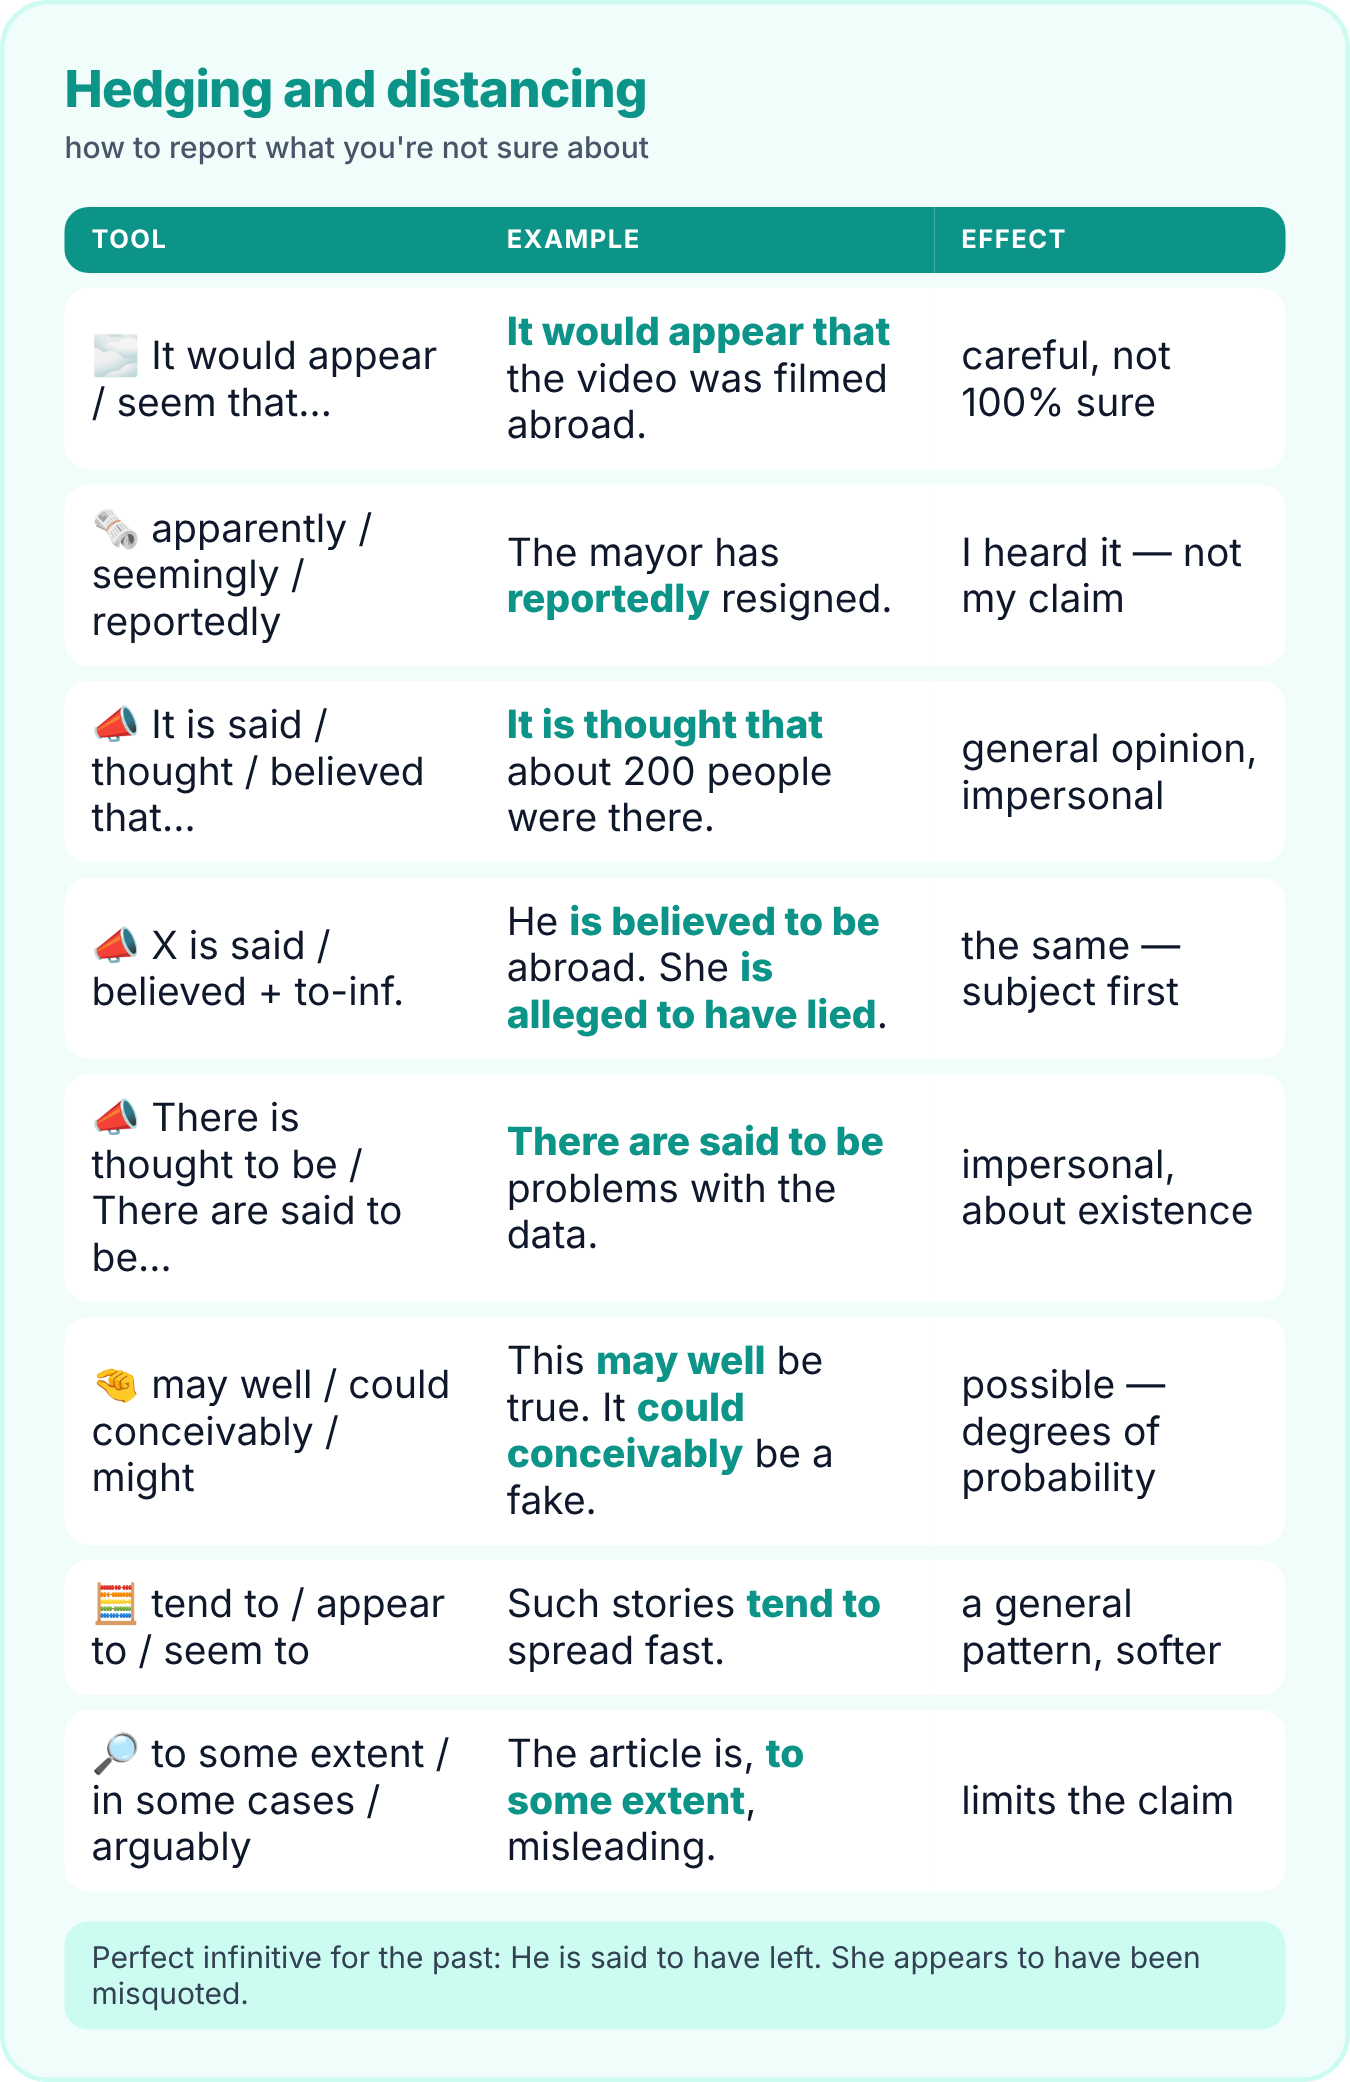 Hedging and distancing
how to report what you're not sure about
TOOL EXAMPLE EFFECT
It would appear
/ seem that...
It would appear that
the video was filmed
abroad.
careful, not
100% sure
apparently /
seemingly /
reportedly
The mayor has
reportedly resigned.
I heard it — not
my claim
It is said /
thought / believed
that...
It is thought that
about 200 people
were there.
general opinion,
impersonal
X is said /
believed + to-inf.
He is believed to be
abroad. She is
alleged to have lied.
the same —
subject first
There is
thought to be /
There are said to
be...
There are said to be
problems with the
data.
impersonal,
about existence
may well / could
conceivably /
might
This may well be
true. It could
conceivably be a
fake.
possible —
degrees of
probability
tend to / appear
to / seem to
Such stories tend to
spread fast.
a general
pattern, softer
to some extent /
in some cases /
arguably
The article is, to
some extent,
misleading.
limits the claim
Perfect infinitive for the past: He is said to have left. She appears to have been
misquoted.